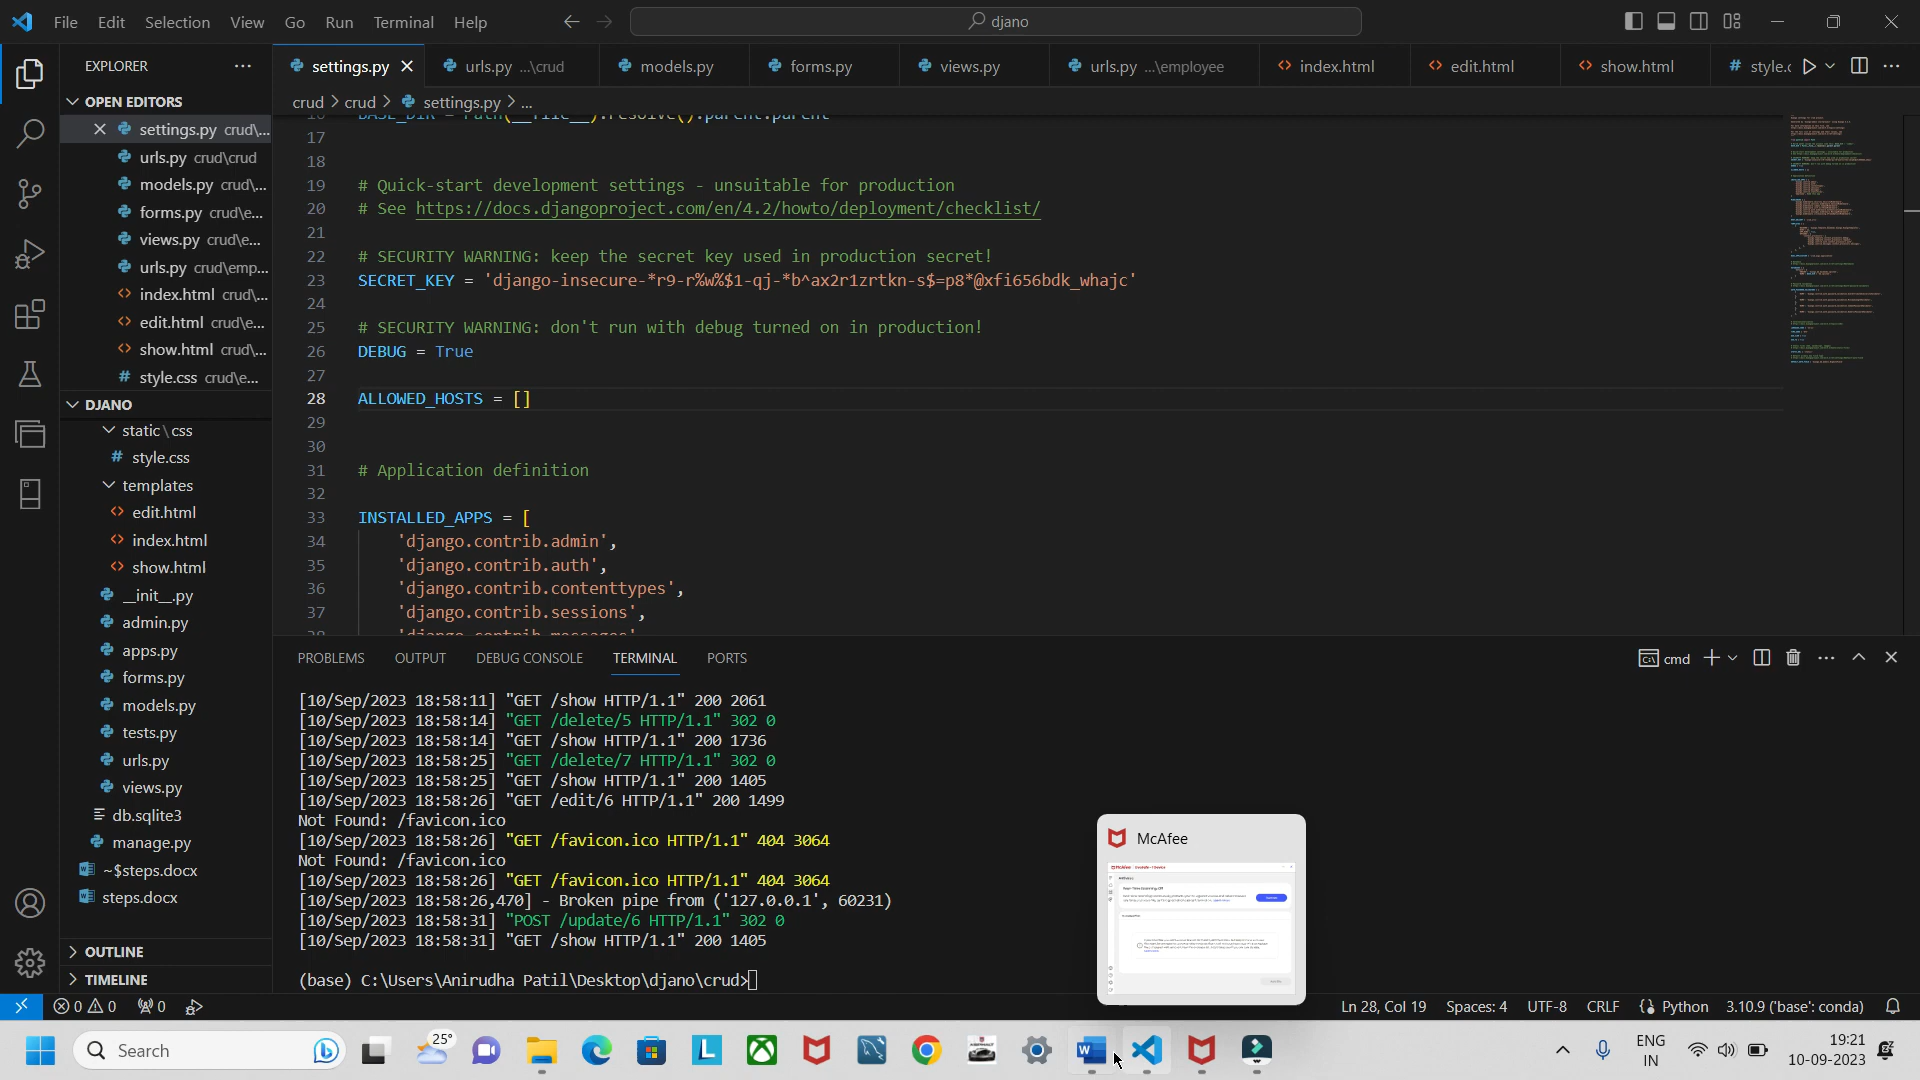 File Edit Selection View Go Run Terminal Help
djano
EXPLORER
settings.py
urls.py ...\crud
models.py
forms.py
views.py
urls.py ...\employee
index.html
edit.html
show.html
style.c
OPEN EDITORS
settings.py crud\...
urls.py crud\crud
models.py crud\...
forms.py crud\e...
views.py crud\e...
urls.py crud\emp...
index.html crud\...
edit.html crud\e...
show.html crud\...
style.css crud\e...
DJANO
static\css
style.css
templates
edit.html
index.html
show.html
__init__.py
admin.py
apps.py
forms.py
models.py
tests.py
urls.py
views.py
db.sqlite3
manage.py
~$steps.docx
steps.docx
OUTLINE
TIMELINE
crud > crud > settings.py > ...
16 BASE_DIR = Path(__file__).resolve().parent.parent
17
18
19 # Quick-start development settings - unsuitable for production
20 # See https://docs.djangoproject.com/en/4.2/howto/deployment/checklist/
21
22 # SECURITY WARNING: keep the secret key used in production secret!
23 SECRET_KEY = 'django-insecure-*r9-r%w%$1-qj-*b^ax2r1zrtkn-s$=p8*@xfi656bdk_whajc'
24
25 # SECURITY WARNING: don't run with debug turned on in production!
26 DEBUG = True
27
28 ALLOWED_HOSTS = []
29
30
31 # Application definition
32
33 INSTALLED_APPS = [
34 'django.contrib.admin',
35 'django.contrib.auth',
36 'django.contrib.contenttypes',
37 'django.contrib.sessions',
38 'django.contrib.messages',
PROBLEMS OUTPUT DEBUG CONSOLE TERMINAL PORTS
cmd
[10/Sep/2023 18:58:11] "GET /show HTTP/1.1" 200 2061
[10/Sep/2023 18:58:14] "GET /delete/5 HTTP/1.1" 302 0
[10/Sep/2023 18:58:14] "GET /show HTTP/1.1" 200 1736
[10/Sep/2023 18:58:25] "GET /delete/7 HTTP/1.1" 302 0
[10/Sep/2023 18:58:25] "GET /show HTTP/1.1" 200 1405
[10/Sep/2023 18:58:26] "GET /edit/6 HTTP/1.1" 200 1499
Not Found: /favicon.ico
[10/Sep/2023 18:58:26] "GET /favicon.ico HTTP/1.1" 404 3064
Not Found: /favicon.ico
[10/Sep/2023 18:58:26] "GET /favicon.ico HTTP/1.1" 404 3064
[10/Sep/2023 18:58:26,470] - Broken pipe from ('127.0.0.1', 60231)
[10/Sep/2023 18:58:31] "POST /update/6 HTTP/1.1" 302 0
[10/Sep/2023 18:58:31] "GET /show HTTP/1.1" 200 1405
(base) C:\Users\Anirudha Patil\Desktop\djano\crud>
McAfee
0 0 0
Ln 28, Col 19 Spaces: 4 UTF-8 CRLF Python 3.10.9 ('base': conda)
Search
25°
ENG
IN
19:21
10-09-2023